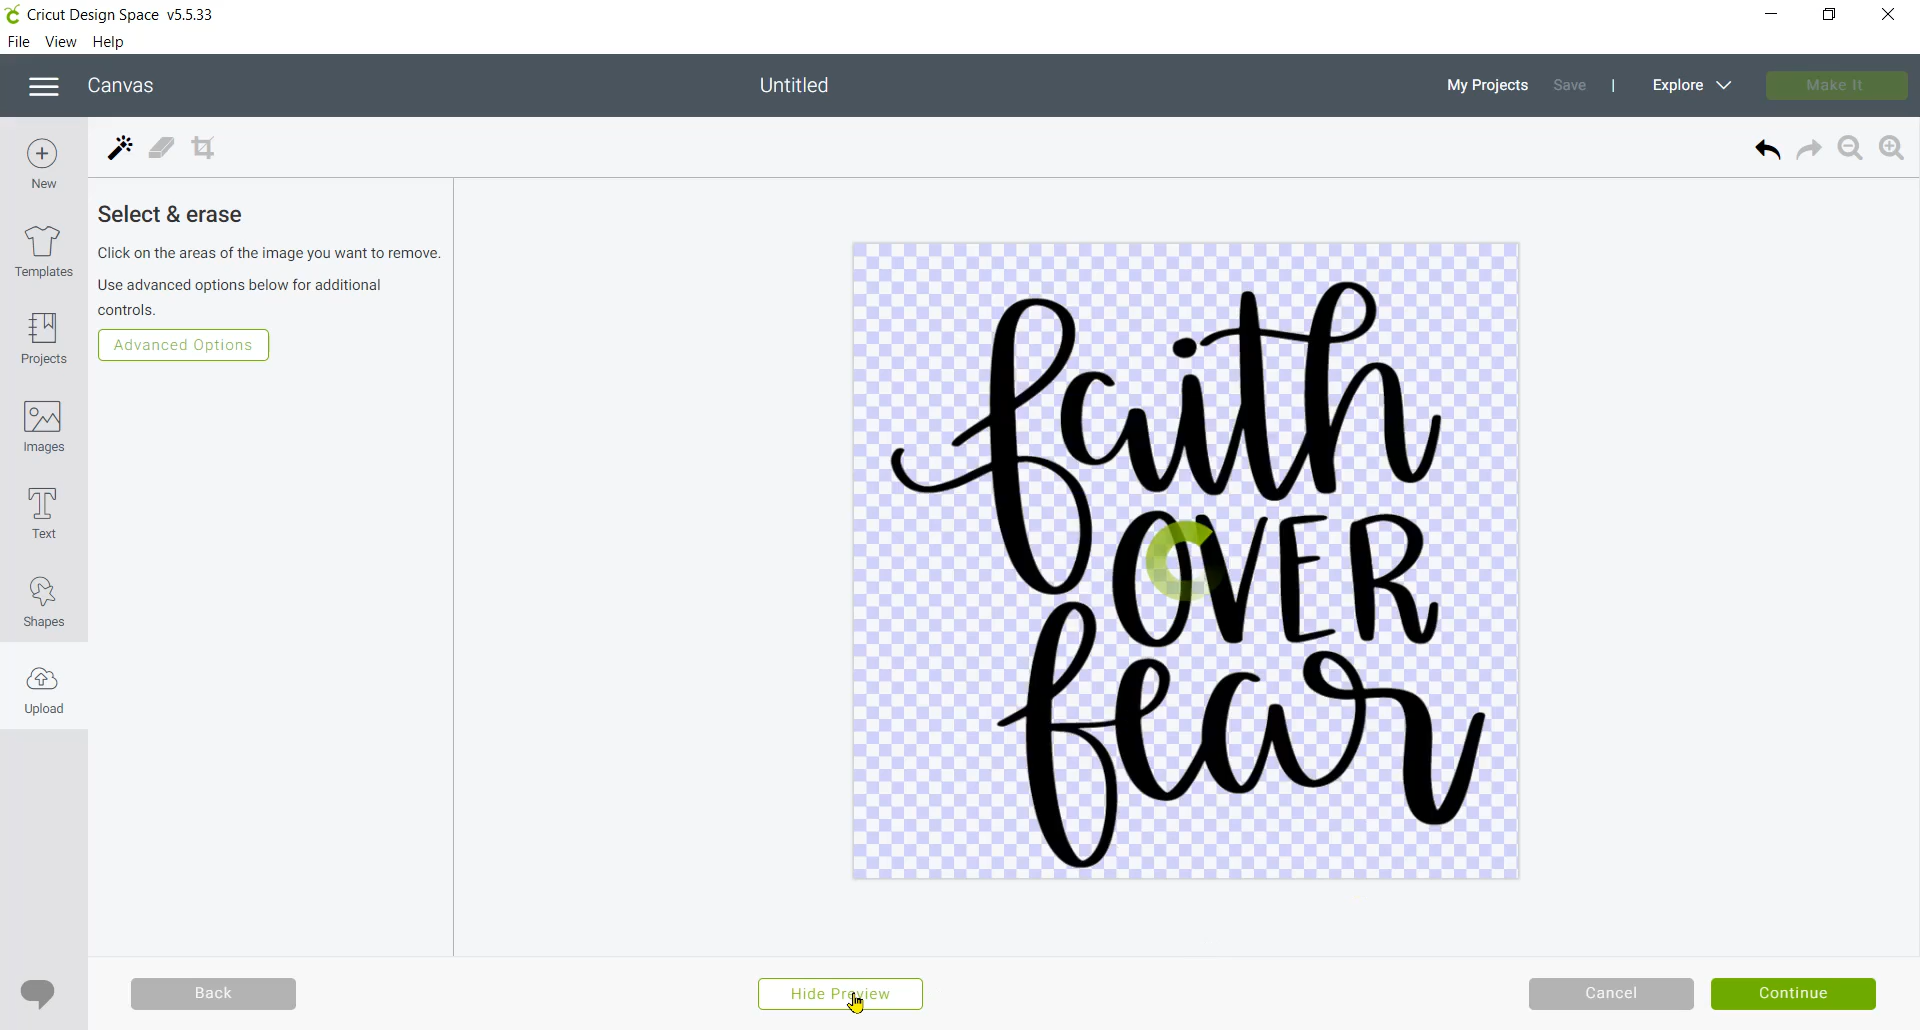 Cricut Design Space v5.5.33
File View Help
Canvas
Untitled
My Projects Save | Explore Make It
New
Templates
Projects
Images
Text
Shapes
Upload
Select & erase
Click on the areas of the image you want to remove.
Use advanced options below for additional
controls.
Advanced Options
faith
OVER
fear
Back
Hide Preview
Cancel
Continue